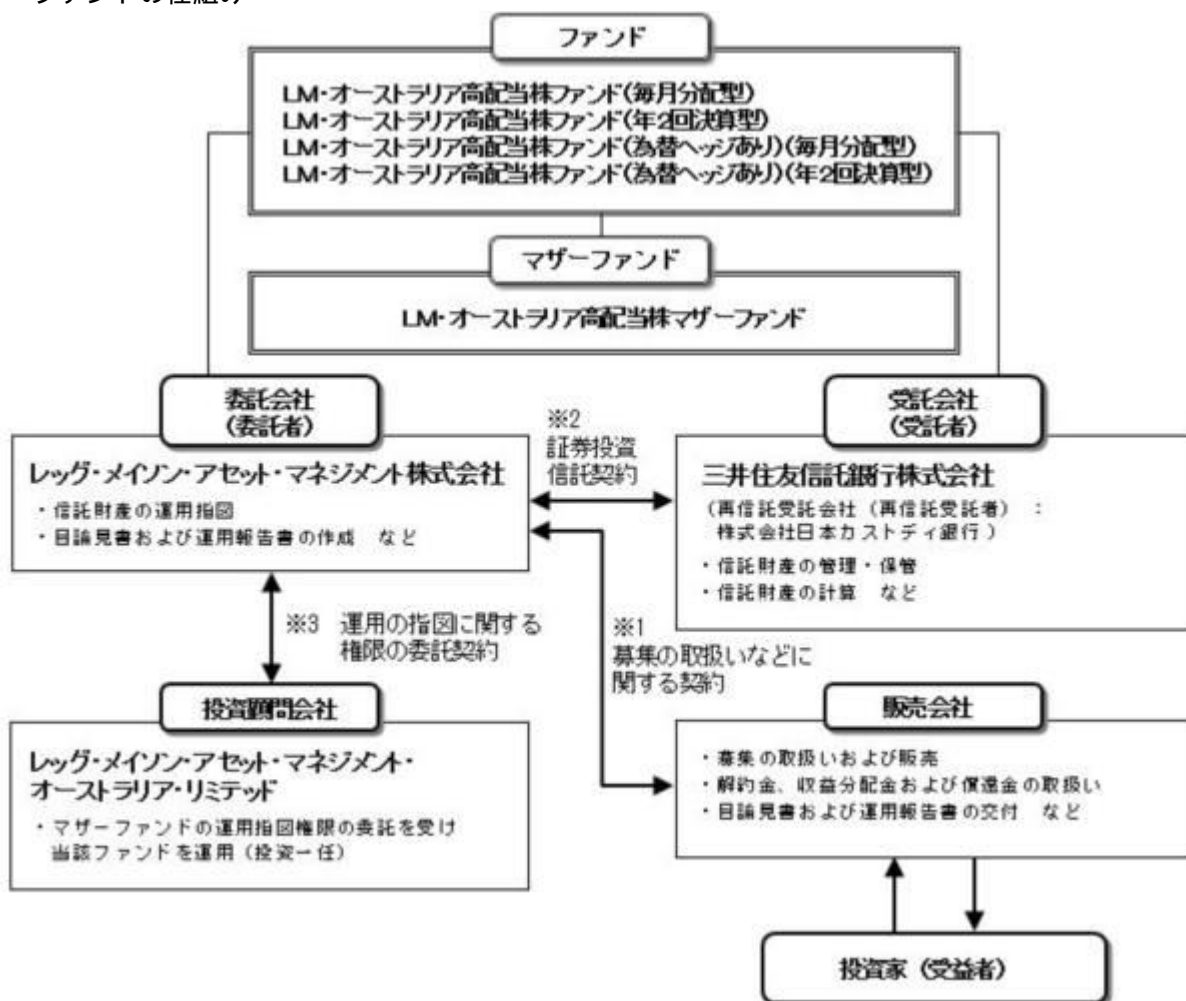 ファンドの仕組み
ファンド
LM・オーストラリア高配当株ファンド(毎月分配型)
LM・オーストラリア高配当株ファンド(年2回決算型)
LM・オーストラリア高配当株ファンド(為替ヘッジあり)(毎月分配型)
LM・オーストラリア高配当株ファンド(為替ヘッジあり)(年2回決算型)
マザーファンド
LM・オーストラリア高配当株マザーファンド
委託会社
(委託者)
レッグ・メイソン・アセット・マネジメント株式会社
・信託財産の運用指図
・目論見書および運用報告書の作成 など
※2
証券投資
信託契約
受託会社
(受託者)
三井住友信託銀行株式会社
(再信託受託会社(再信託受託者) :
株式会社日本カストディ銀行)
・信託財産の管理・保管
・信託財産の計算 など
※3 運用の指図に関する
権限の委託契約
※1
募集の取扱いなどに
関する契約
投資顧問会社
レッグ・メイソン・アセット・マネジメント・
オーストラリア・リミテッド
・マザーファンドの運用指図権限の委託を受け
当該ファンドを運用(投資一任)
販売会社
・募集の取扱いおよび販売
・解約金、収益分配金および償還金の取扱い
・目論見書および運用報告書の交付 など
投資家(受益者)